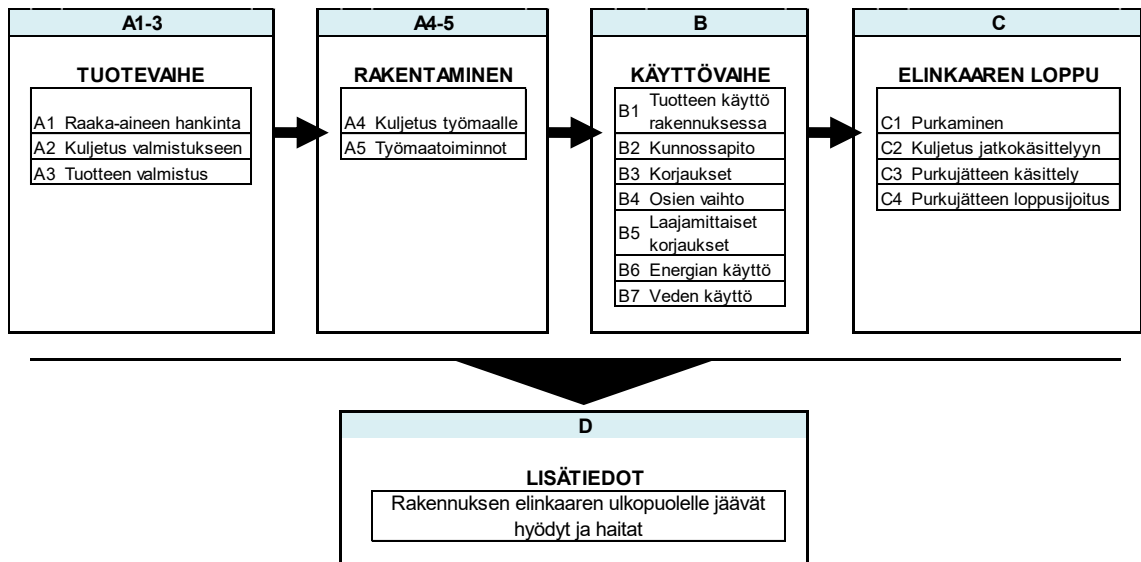 A1-3
TUOTEVAIHE
A1 Raaka-aineen hankinta
A2 Kuljetus valmistukseen
A3 Tuotteen valmistus
A4-5
RAKENTAMINEN
A4 Kuljetus työmaalle
A5 Työmaatoiminnot
B
KÄYTTÖVAIHE
B1 Tuotteen käyttö
rakennuksessa
B2 Kunnossapito
B3 Korjaukset
B4 Osien vaihto
B5 Laajamittaiset
korjaukset
B6 Energian käyttö
B7 Veden käyttö
C
ELINKAAREN LOPPU
C1 Purkaminen
C2 Kuljetus jatkokäsittelyyn
C3 Purkujätteen käsittely
C4 Purkujätteen loppusijoitus
D
LISÄTIEDOT
Rakennuksen elinkaaren ulkopuolelle jäävät
hyödyt ja haitat